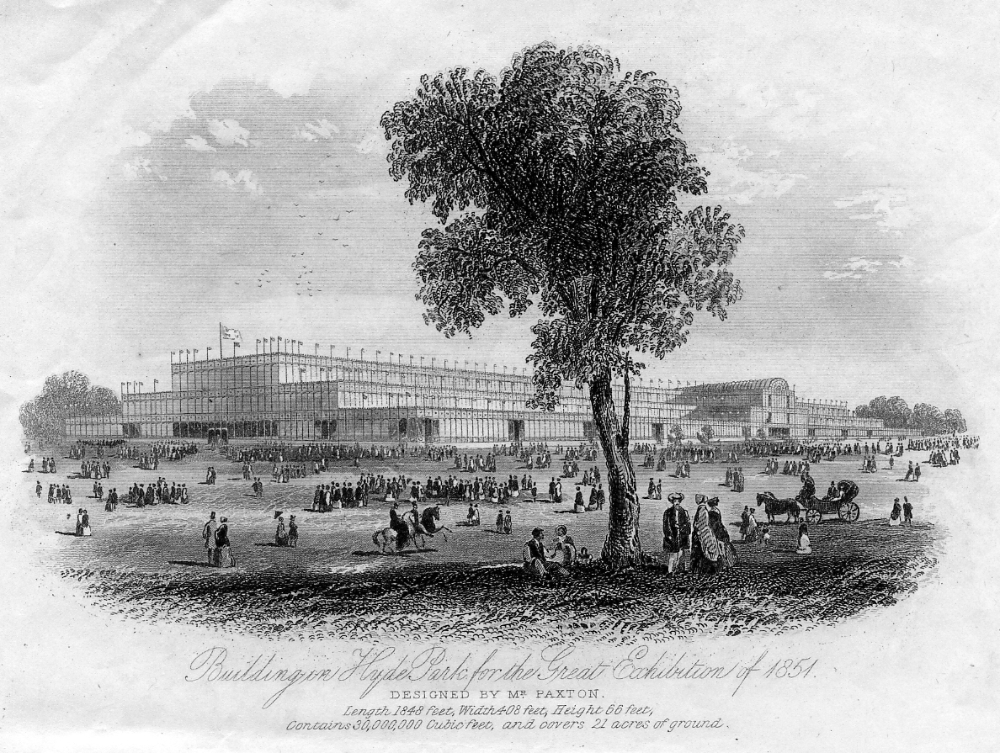 Building in Hyde Park for the Great Exhibition of 1851.
DESIGNED BY MR. PAXTON.
Length 1848 feet, Width 408 feet, Height 66 feet,
Contains 30,000,000 Cubic feet, and covers 21 acres of ground.